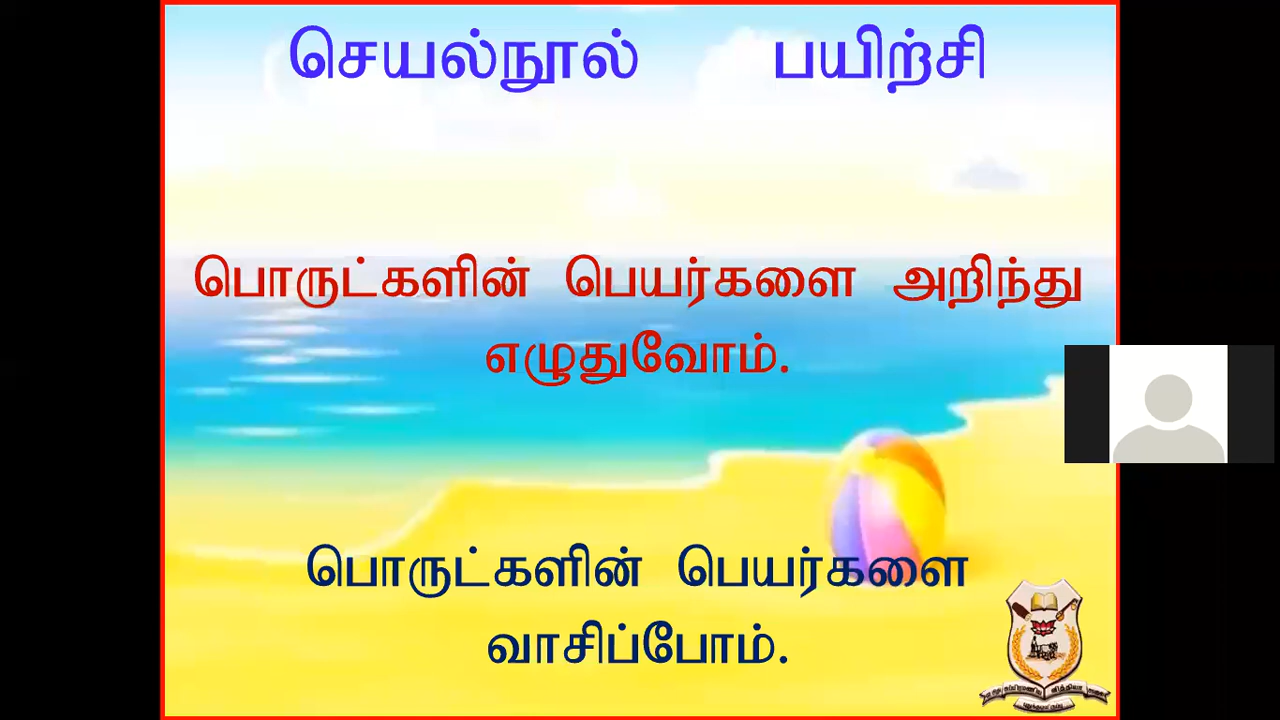 செயல்நூல் பயிற்சி
பொருட்களின் பெயர்களை அறிந்து
எழுதுவோம்.
பொருட்களின் பெயர்களை
வாசிப்போம்.